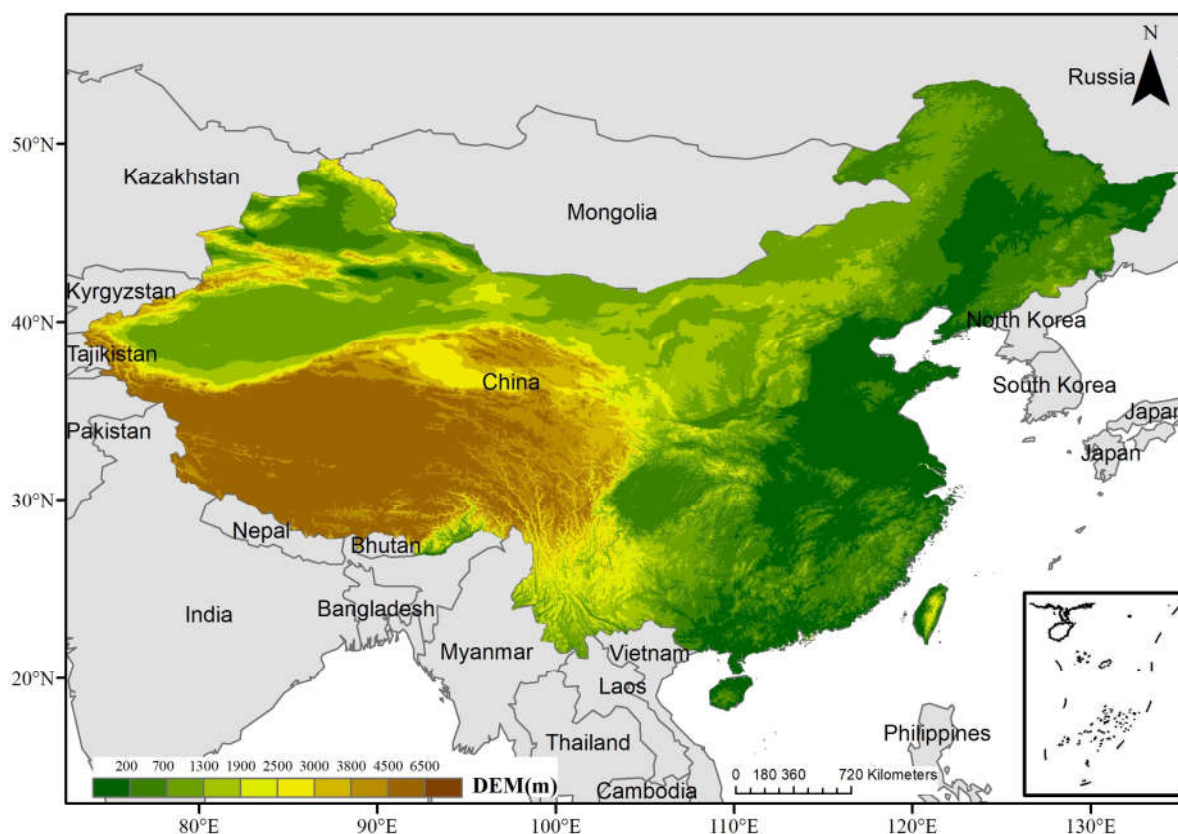 N
Russia
50°N
Kazakhstan
Mongolia
Kyrgyzstan
40°N
North Korea
Tajikistan
China
South Korea
Japan
Pakistan
Japan
30°N
Nepal
Bhutan
India
Bangladesh
Myanmar
Vietnam
20°N
Laos
Philippines
Thailand
200 700 1300 1900 2500 3000 3800 4500 6500
DEM(m)
0 180 360 720 Kilometers
Cambodia
80°E 90°E 100°E 110°E 120°E 130°E